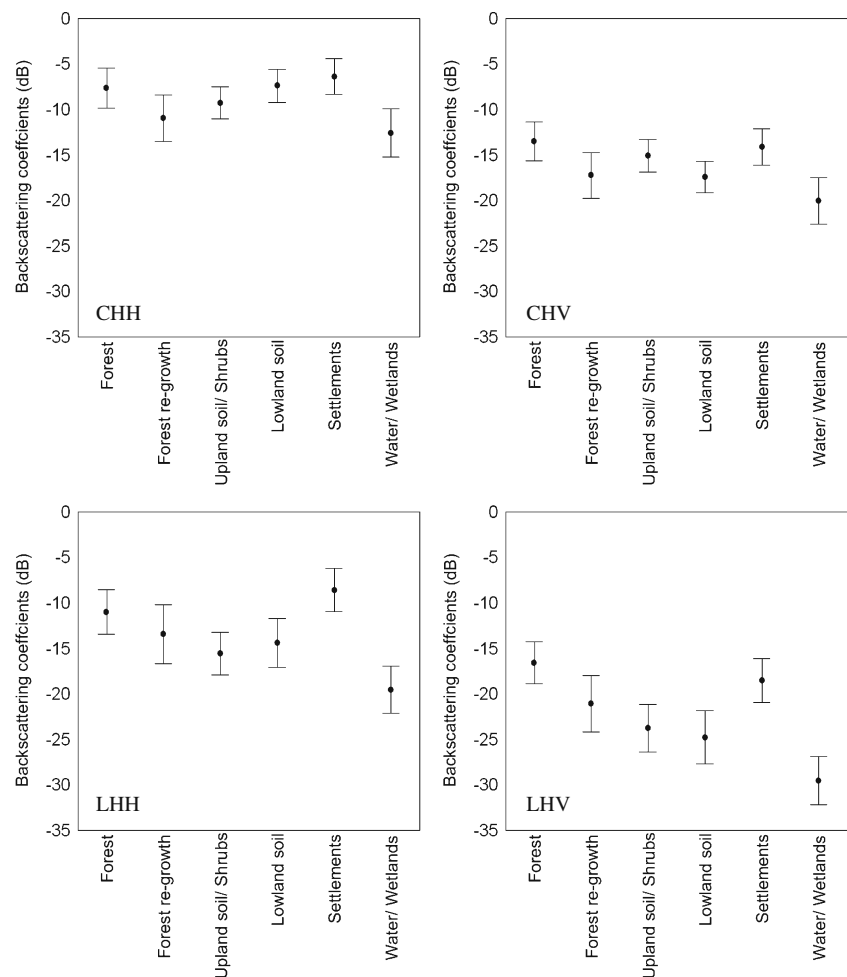 Backscattering coeffcients (dB)
0
-5
-10
-15
-20
-25
-30
-35
CHH
Forest
Forest re-growth
Upland soil/ Shrubs
Lowland soil
Settlements
Water/ Wetlands
Backscattering coeffcients (dB)
0
-5
-10
-15
-20
-25
-30
-35
CHV
Forest
Forest re-growth
Upland soil/ Shrubs
Lowland soil
Settlements
Water/ Wetlands
Backscattering coeffcients (dB)
0
-5
-10
-15
-20
-25
-30
-35
LHH
Forest
Forest re-growth
Upland soil/ Shrubs
Lowland soil
Settlements
Water/ Wetlands
Backscattering coeffcients (dB)
0
-5
-10
-15
-20
-25
-30
-35
LHV
Forest
Forest re-growth
Upland soil/ Shrubs
Lowland soil
Settlements
Water/ Wetlands